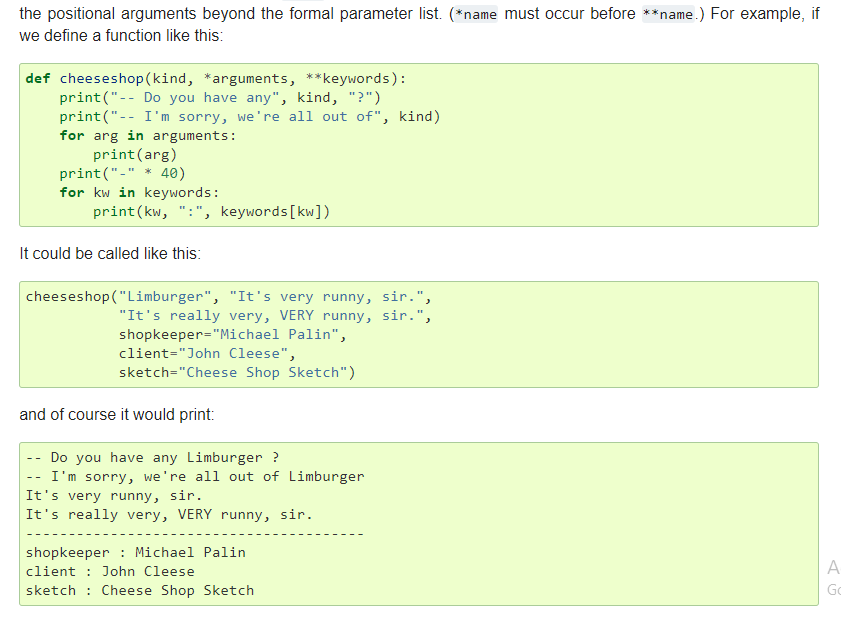 the positional arguments beyond the formal parameter list. (*name must occur before **name.) For example, if
we define a function like this:
def cheeseshop(kind, *arguments, **keywords):
    print("-- Do you have any", kind, "?")
    print("-- I'm sorry, we're all out of", kind)
    for arg in arguments:
        print(arg)
    print("-" * 40)
    for kw in keywords:
        print(kw, ":", keywords[kw])
It could be called like this:
cheeseshop("Limburger", "It's very runny, sir.",
           "It's really very, VERY runny, sir.",
           shopkeeper="Michael Palin",
           client="John Cleese",
           sketch="Cheese Shop Sketch")
and of course it would print:
-- Do you have any Limburger ?
-- I'm sorry, we're all out of Limburger
It's very runny, sir.
It's really very, VERY runny, sir.
----------------------------------------
shopkeeper : Michael Palin
client : John Cleese
sketch : Cheese Shop Sketch
A
Go